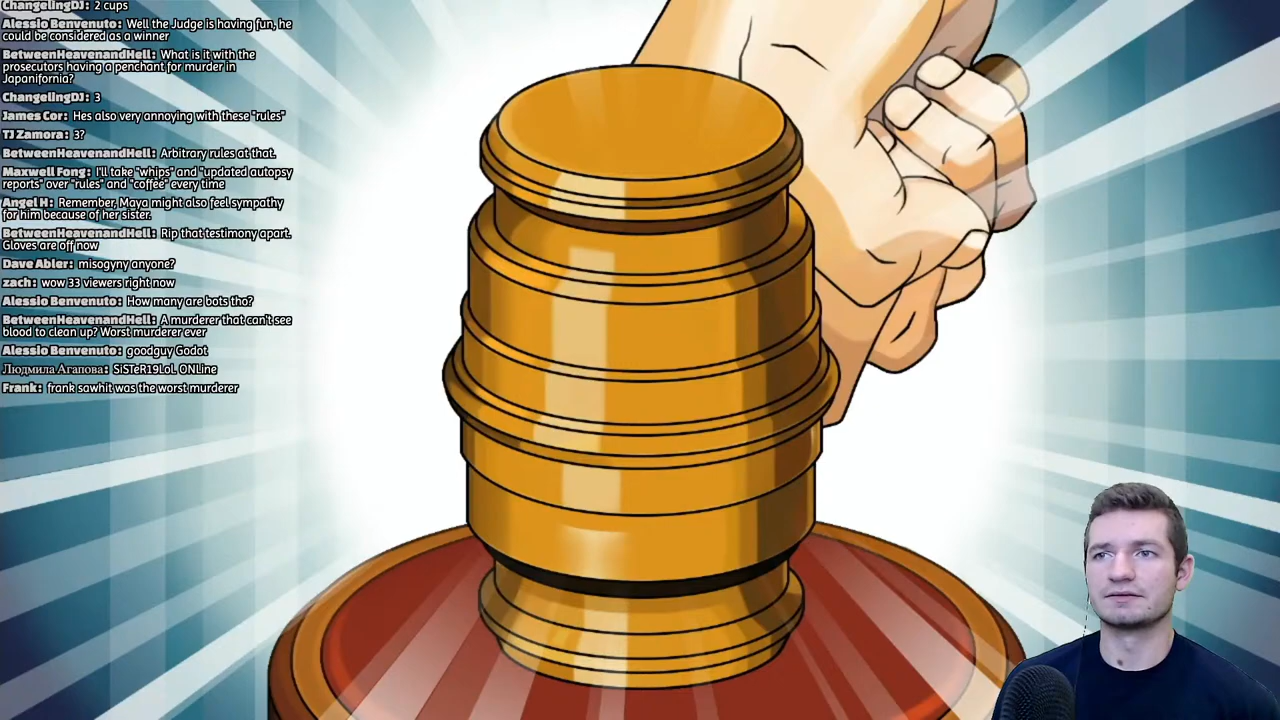 ChangelingDJ: 2 cups
Alessio Benvenuto: Well the Judge is having fun, he
could be considered as a winner
BetweenHeavenandHell: What is it with the
prosecutors having a penchant for murder in
Japanifornia?
ChangelingDJ: 3
James Cor: Hes also very annoying with these "rules"
TJ Zamora: 3?
BetweenHeavenandHell: Arbitrary rules at that.
Maxwell Fong: I'll take "whips" and "updated autopsy
reports" over "rules" and "coffee" every time
Angel H: Remember, Maya might also feel sympathy
for him because of her sister.
BetweenHeavenandHell: Rip that testimony apart.
Gloves are off now
Dave Abler: misogyny anyone?
zach: wow 33 viewers right now
Alessio Benvenuto: How many are bots tho?
BetweenHeavenandHell: A murderer that can't see
blood to clean up? Worst murderer ever
Alessio Benvenuto: goodguy Godot
Людмила Агапова: SiSTeR19LoL ONLine
Frank: frank sawhit was the worst murderer